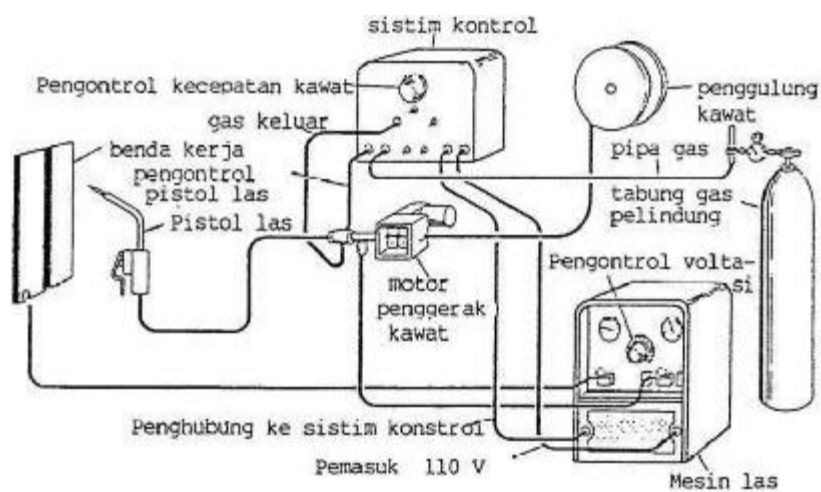 sistim kontrol
Pengontrol kecepatan kawat
gas keluar
penggulung
kawat
benda kerja
pengontrol
pistol las
Pistol las
pipa gas
tabung gas
pelindung
motor
penggerak
kawat
Pengontrol volta-
si
Penghubung ke sistim konstrol
Pemasuk 110 V
Mesin las